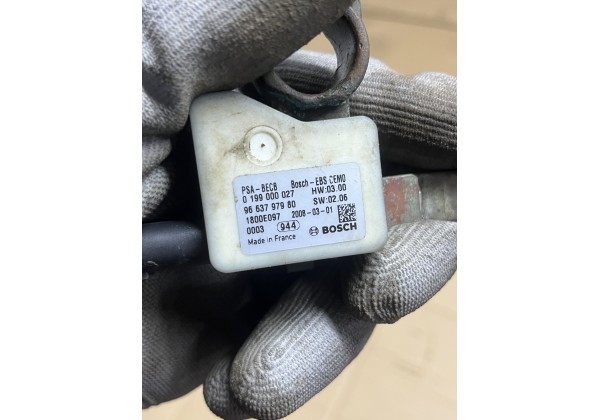 PSA-BECB Bosch-EBS CEMO
0 199 000 027 HW:03.00
96 637 979 80 SW:02.06
1800E097 2008-03-01
0003 944 BOSCH
Made in France